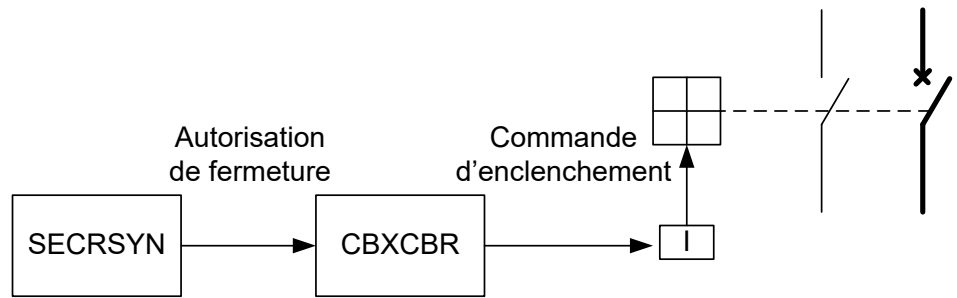 Autorisation
de fermeture
Commande
d'enclenchement
SECRSYN
CBXCBR
I